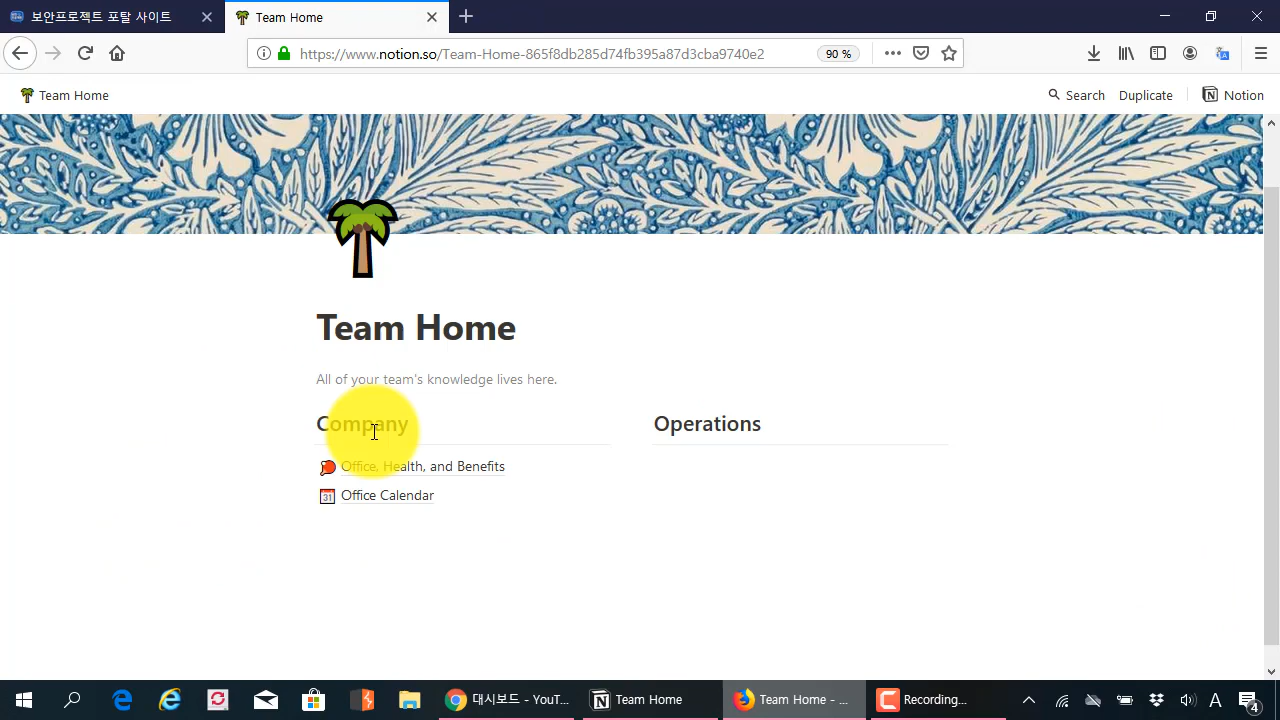 보안프로젝트 포탈 사이트
Team Home
https://www.notion.so/Team-Home-865f8db285d74fb395a87d3cba9740e2
90 %
Team Home
Search
Duplicate
Notion
Team Home
All of your team's knowledge lives here.
Company
Operations
Office, Health, and Benefits
31
Office Calendar
대시보드 - YouT...
Team Home
Team Home - ...
Recording...
A
4